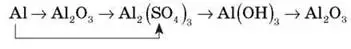 Al → Al₂O₃ → Al₂(SO₄)₃ → Al(OH)₃ → Al₂O₃